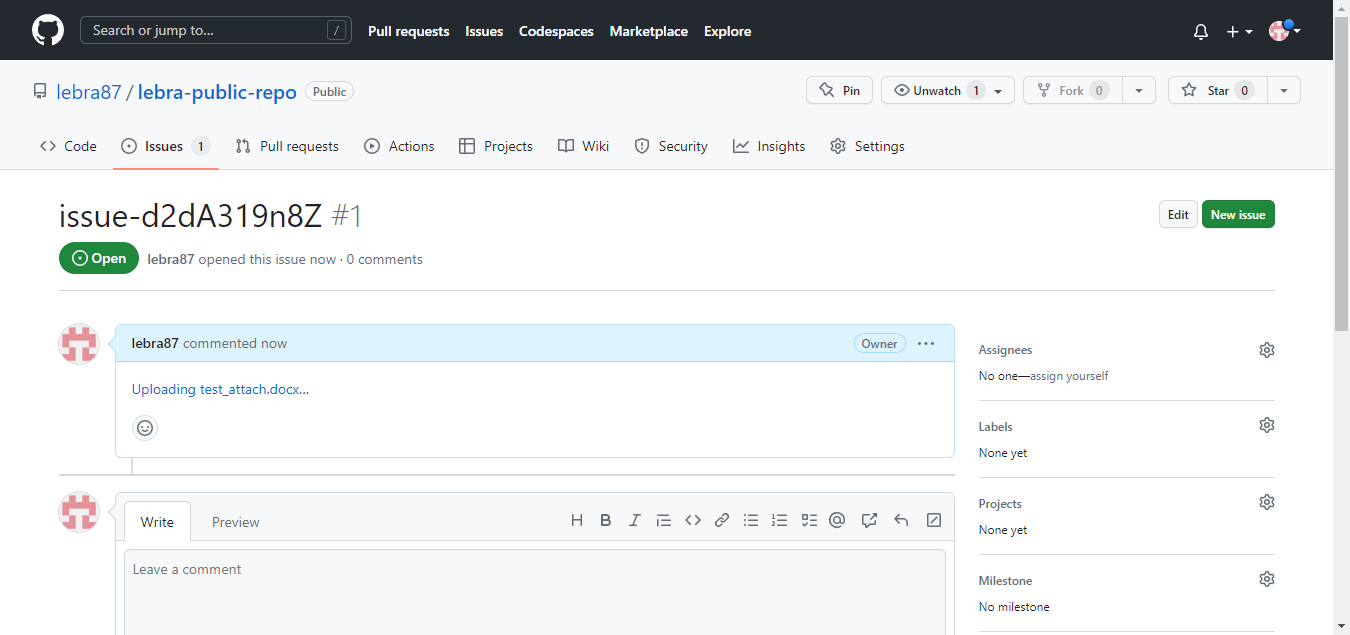 Search or jump to... /
Pull requests Issues Codespaces Marketplace Explore
lebra87 / lebra-public-repo Public
Pin Unwatch 1 Fork 0 Star 0
Code Issues 1 Pull requests Actions Projects Wiki Security Insights Settings
issue-d2dA319n8Z #1
Edit New issue
Open lebra87 opened this issue now · 0 comments
lebra87 commented now Owner
Uploading test_attach.docx…
Assignees
No one—assign yourself
Labels
None yet
Projects
None yet
Milestone
No milestone
Write Preview
Leave a comment